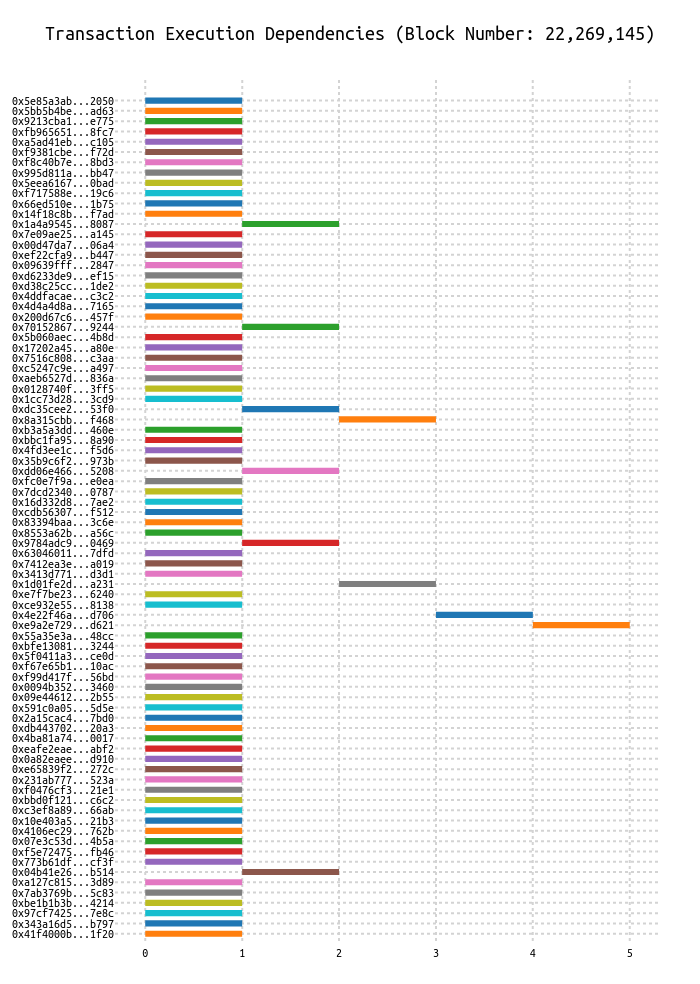 Transaction Execution Dependencies (Block Number: 22,269,145)
0x5e85a3ab...2050
0x5bb5b4be...ad63
0x9213cba1...e775
0xfb965651...8fc7
0xa5ad41eb...c105
0xf9381cbe...f72d
0xf8c40b7e...8bd3
0x995d811a...bb47
0x5eea6167...0bad
0xf717588e...19c6
0x66ed510e...1b75
0x14f18c8b...f7ad
0x1a4a9545...8087
0x7e09ae25...a145
0x00d47da7...06a4
0xef22cfa9...b447
0x09639fff...2847
0xd6233de9...ef15
0xd38c25cc...1de2
0x4ddfacae...c3c2
0x4d4a4d8a...7165
0x200d67c6...457f
0x70152867...9244
0x5b060aec...4b8d
0x17202a45...a80e
0x7516c808...c3aa
0xc5247c9e...a497
0xaeb6527d...836a
0x0128740f...3ff5
0x1cc73d28...3cd9
0xdc35cee2...53f0
0x8a315cbb...f468
0xb3a5a3dd...460e
0xbbc1fa95...8a90
0x4fd3ee1c...f5d6
0x35b9c6f2...973b
0xdd06e466...5208
0xfc0e7f9a...e0ea
0x7dcd2340...0787
0x16d332d8...7ae2
0xcdb56307...f512
0x83394baa...3c6e
0x8553a62b...a56c
0x9784adc9...0469
0x63046011...7dfd
0x7412ea3e...a019
0x3413d771...d3d1
0x1d01fe2d...a231
0xe7f7be23...6240
0xce932e55...8138
0x4e22f46a...d706
0xe9a2e729...d621
0x55a35e3a...48cc
0xbfe13081...3244
0x5f0411a3...ce0d
0xf67e65b1...10ac
0xf99d417f...56bd
0x0094b352...3460
0x09e44612...2b55
0x591c0a05...5d5e
0x2a15cac4...7bd0
0xdb443702...20a3
0x4ba81a74...0017
0xeafe2eae...abf2
0x0a82eaee...d910
0xe65839f2...272c
0x231ab777...523a
0xf0476cf3...21e1
0xbbd0f121...c6c2
0xc3ef8a89...66ab
0x10e403a5...21b3
0x4106ec29...762b
0x07e3c53d...4b5a
0xf5e72475...fb46
0x773b61df...cf3f
0x04b41e26...b514
0xa127c815...3d89
0x7ab3769b...5c83
0xbe1b1b3b...4214
0x97cf7425...7e8c
0x343a16d5...b797
0x41f4000b...1f20
0 1 2 3 4 5